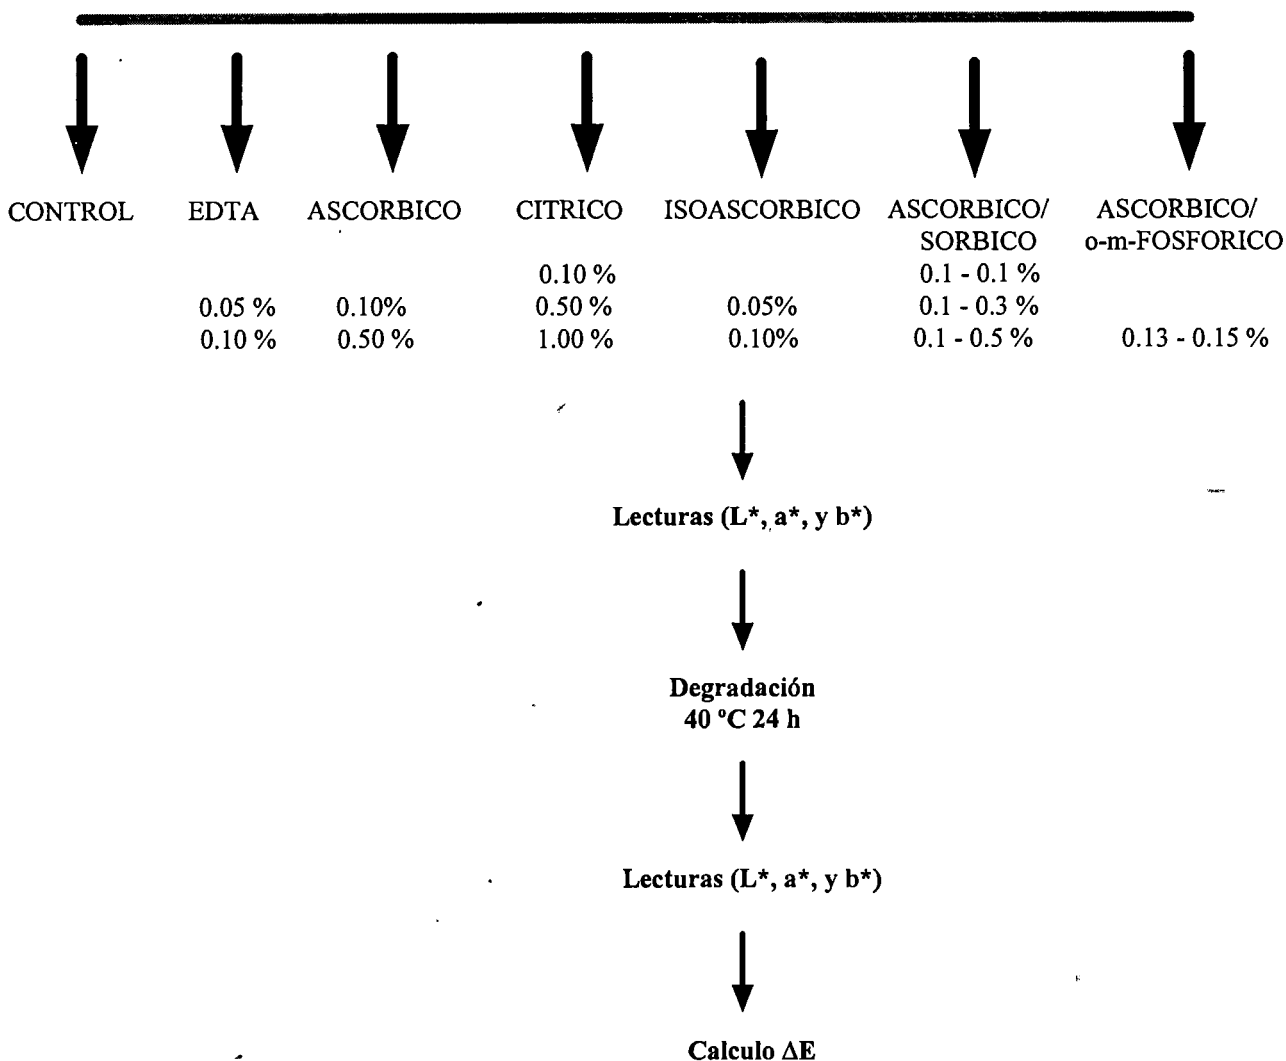 CONTROL EDTA ASCORBICO CITRICO ISOASCORBICO ASCORBICO/ ASCORBICO/
SORBICO o-m-FOSFORICO
0.10 % 0.1 - 0.1 %
0.05 % 0.10% 0.50 % 0.05% 0.1 - 0.3 %
0.10 % 0.50 % 1.00 % 0.10% 0.1 - 0.5 % 0.13 - 0.15 %
Lecturas (L*, a*, y b*)
Degradación
40 ºC 24 h
Lecturas (L*, a*, y b*)
Calculo ΔE